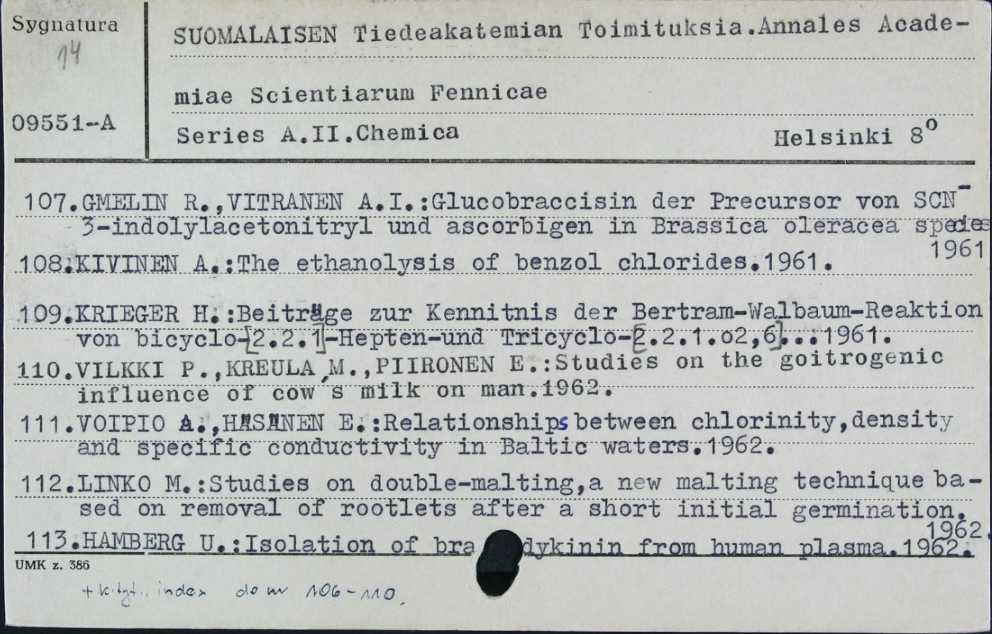 Sygnatura
14
09551-A
SUOMALAISEN Tiedeakatemian Toimituksia.Annales Acade-
miae Scientiarum Fennicae
Series A.II.Chemica Helsinki 8°
107.GMELIN R.,VITRANEN A.I.:Glucobraccisin der Precursor von SCN-
3-indolylacetonitryl und ascorbigen in Brassica oleracea species
1961
108.KIVINEN A.:The ethanolysis of benzol chlorides.1961.
109.KRIEGER H.:Beiträge zur Kennitnis der Bertram-Walbaum-Reaktion
von bicyclo-[2.2.1]-Hepten-und Tricyclo-[2.2.1.o2,6]...1961.
110.VILKKI P.,KREULA M.,PIIRONEN E.:Studies on the goitrogenic
influence of cow's milk on man.1962.
111.VOIPIO A.,HÄSÄNEN E.:Relationships between chlorinity,density
and specific conductivity in Baltic waters.1962.
112.LINKO M.:Studies on double-malting,a new malting technique ba-
sed on removal of rootlets after a short initial germination.
1962.
113.HAMBERG U.:Isolation of bradykinin from human plasma.1962.
UMK z. 386
+ k.tyt., index do nr 106-110.